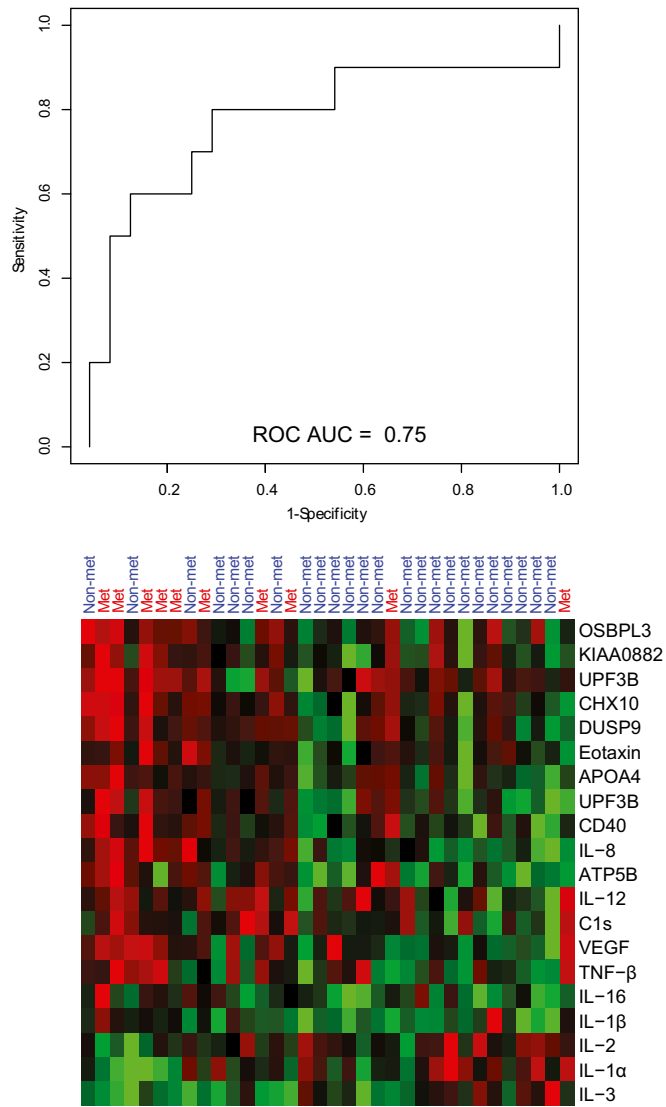 1.0
0.8
0.6
0.4
0.2
0.0
Sensitivity
ROC AUC = 0.75
0.2
0.4
0.6
0.8
1.0
1-Specificity
Non-met
Met
Met
Non-met
Met
Met
Met
Non-met
Met
Non-met
Non-met
Non-met
Met
Non-met
Met
Non-met
Non-met
Non-met
Non-met
Non-met
Non-met
Met
Non-met
Non-met
Non-met
Non-met
Non-met
Non-met
Non-met
Non-met
Non-met
Non-met
Non-met
Met
OSBPL3
KIAA0882
UPF3B
CHX10
DUSP9
Eotaxin
APOA4
UPF3B
CD40
IL−8
ATP5B
IL−12
C1s
VEGF
TNF−β
IL−16
IL−1β
IL−2
IL−1α
IL−3